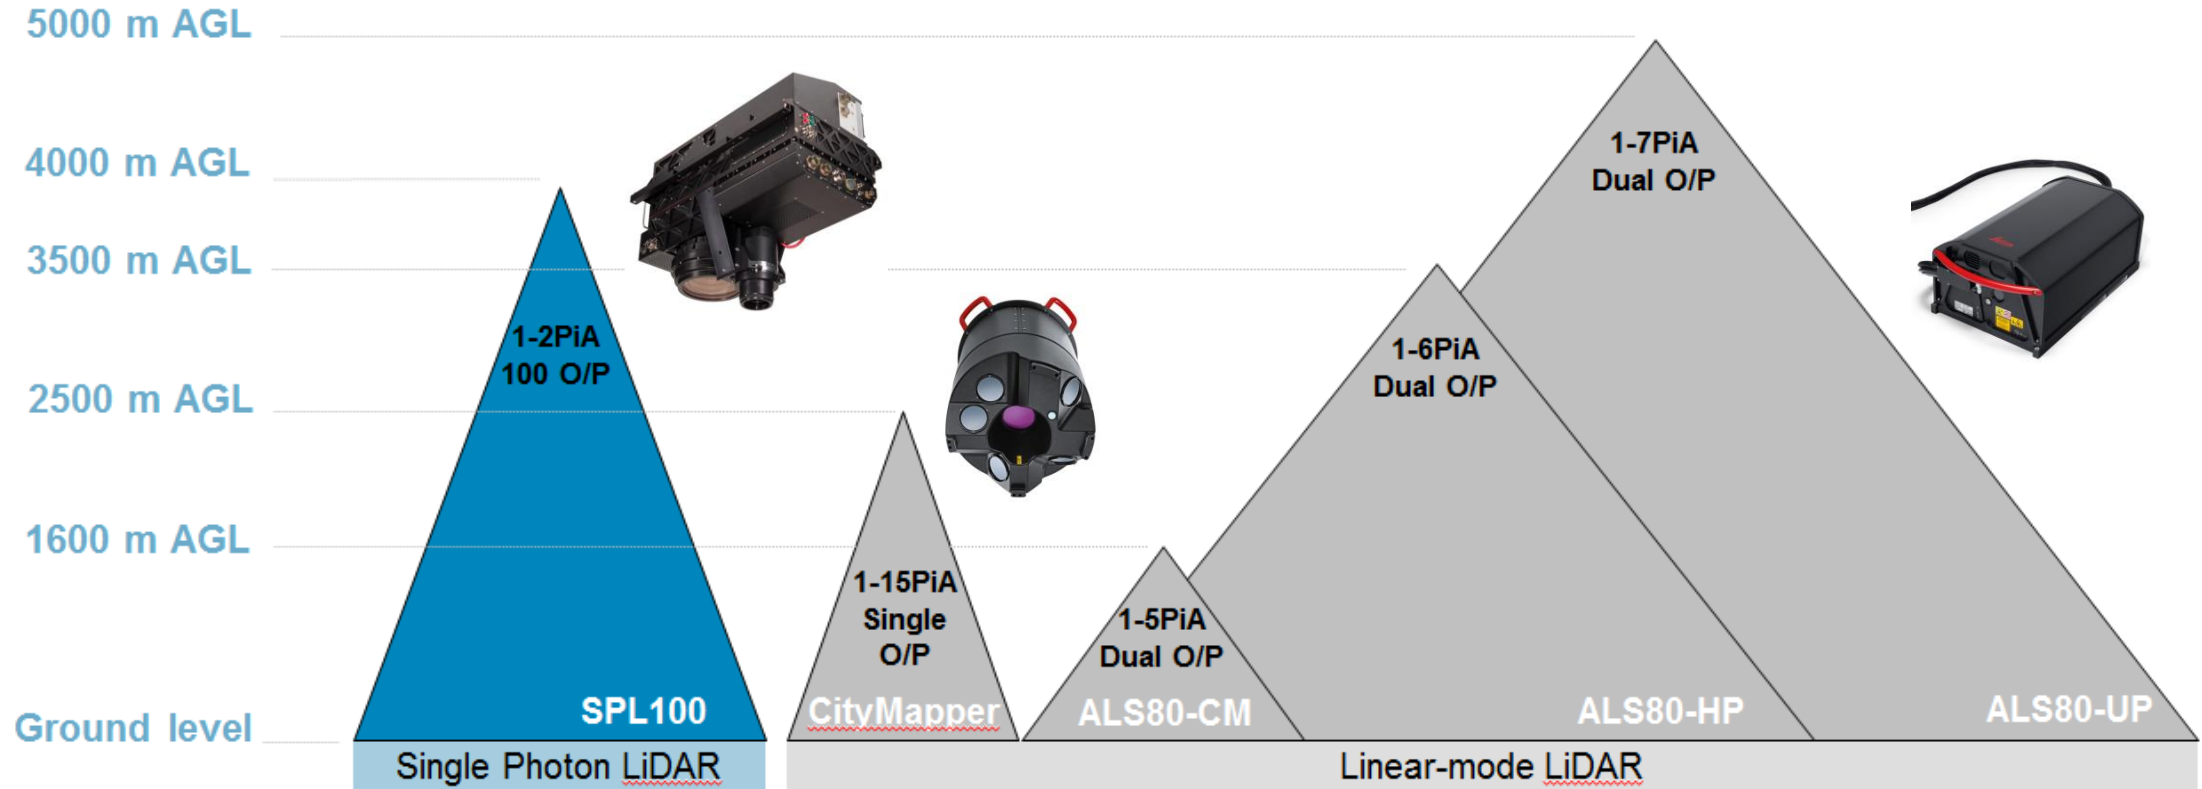 5000 m AGL
4000 m AGL
3500 m AGL
2500 m AGL
1600 m AGL
Ground level
1-2PiA
100 O/P
SPL100
Single Photon LiDAR
1-15PiA
Single
O/P
CityMapper
1-5PiA
Dual O/P
ALS80-CM
1-6PiA
Dual O/P
ALS80-HP
1-7PiA
Dual O/P
ALS80-UP
Linear-mode LiDAR